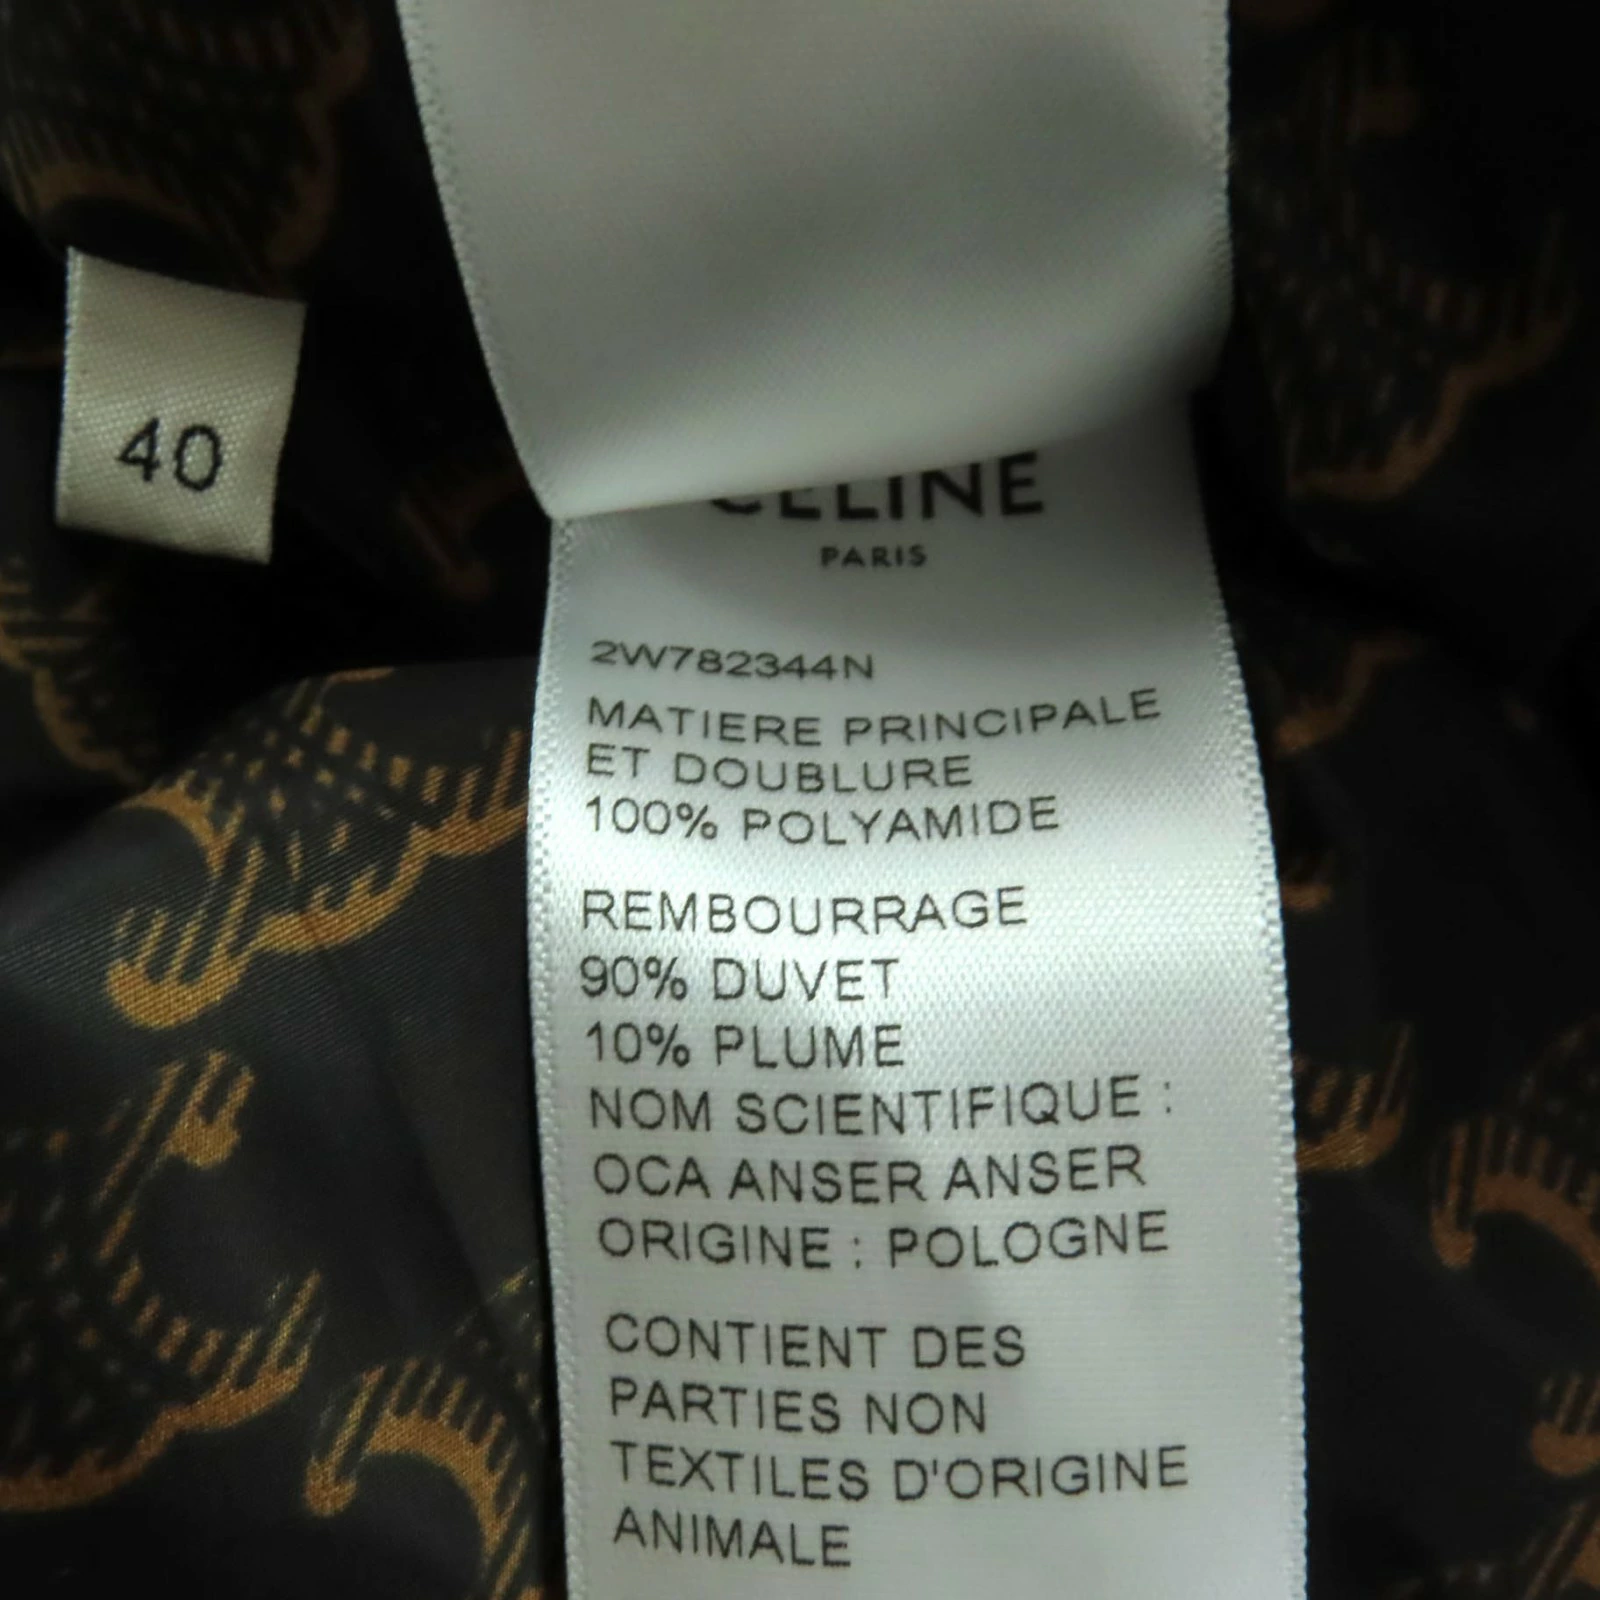 40
CELINE
PARIS
2W782344N
MATIERE PRINCIPALE
ET DOUBLURE
100% POLYAMIDE
REMBOURRAGE
90% DUVET
10% PLUME
NOM SCIENTIFIQUE :
OCA ANSER ANSER
ORIGINE : POLOGNE
CONTIENT DES
PARTIES NON
TEXTILES D'ORIGINE
ANIMALE